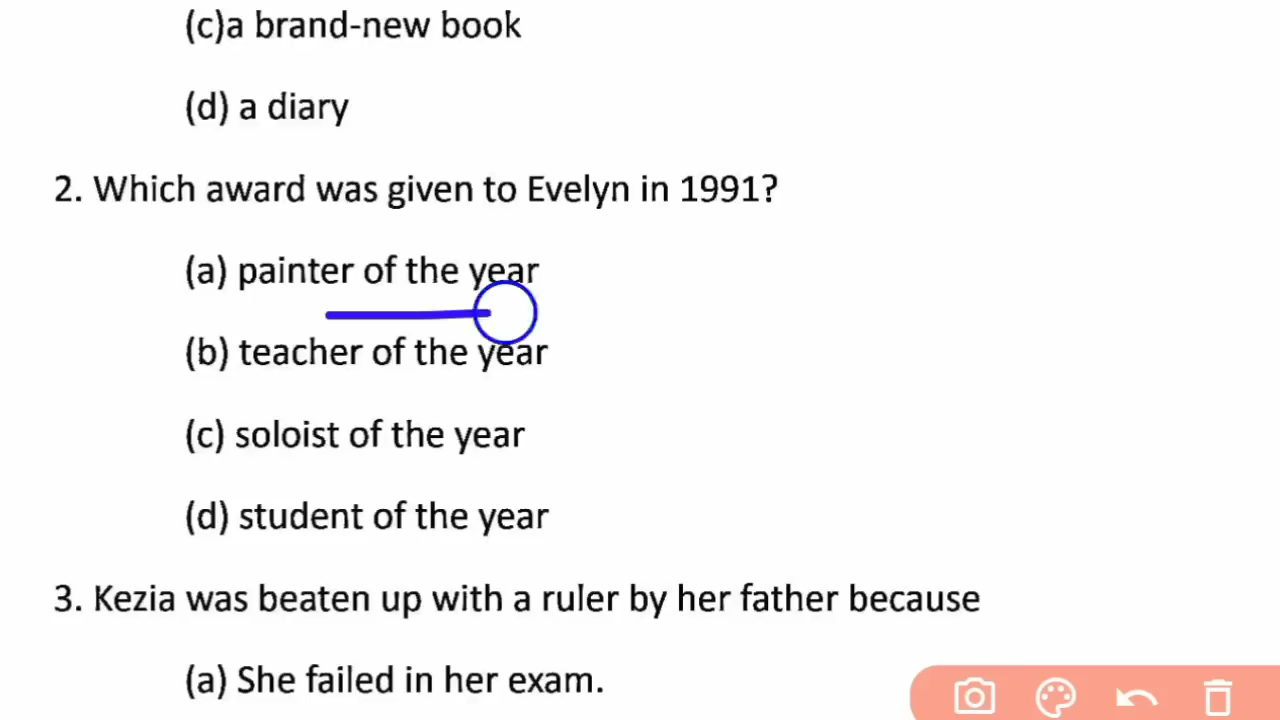 (c)a brand-new book
(d) a diary
2. Which award was given to Evelyn in 1991?
(a) painter of the year
(b) teacher of the year
(c) soloist of the year
(d) student of the year
3. Kezia was beaten up with a ruler by her father because
(a) She failed in her exam.